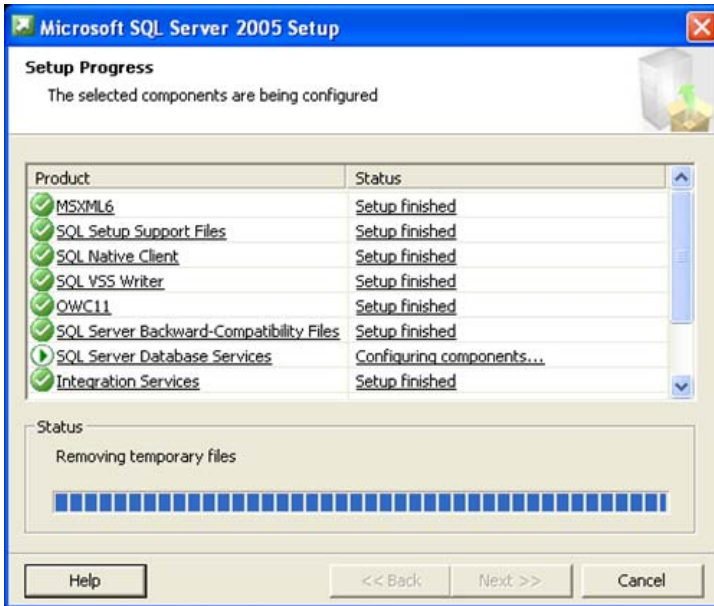 Microsoft SQL Server 2005 Setup
Setup Progress
The selected components are being configured
Product Status
MSXML6 Setup finished
SQL Setup Support Files Setup finished
SQL Native Client Setup finished
SQL VSS Writer Setup finished
OWC11 Setup finished
SQL Server Backward-Compatibility Files Setup finished
SQL Server Database Services Configuring components...
Integration Services Setup finished
Status
Removing temporary files
Help << Back Next >> Cancel